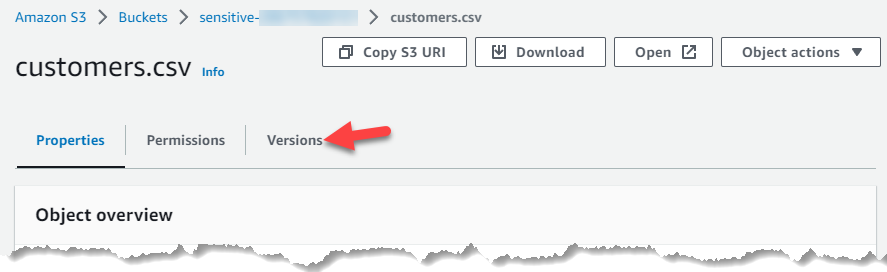 Amazon S3 > Buckets > sensitive- > customers.csv
Copy S3 URI Download Open Object actions
customers.csv Info
Properties Permissions Versions
Object overview